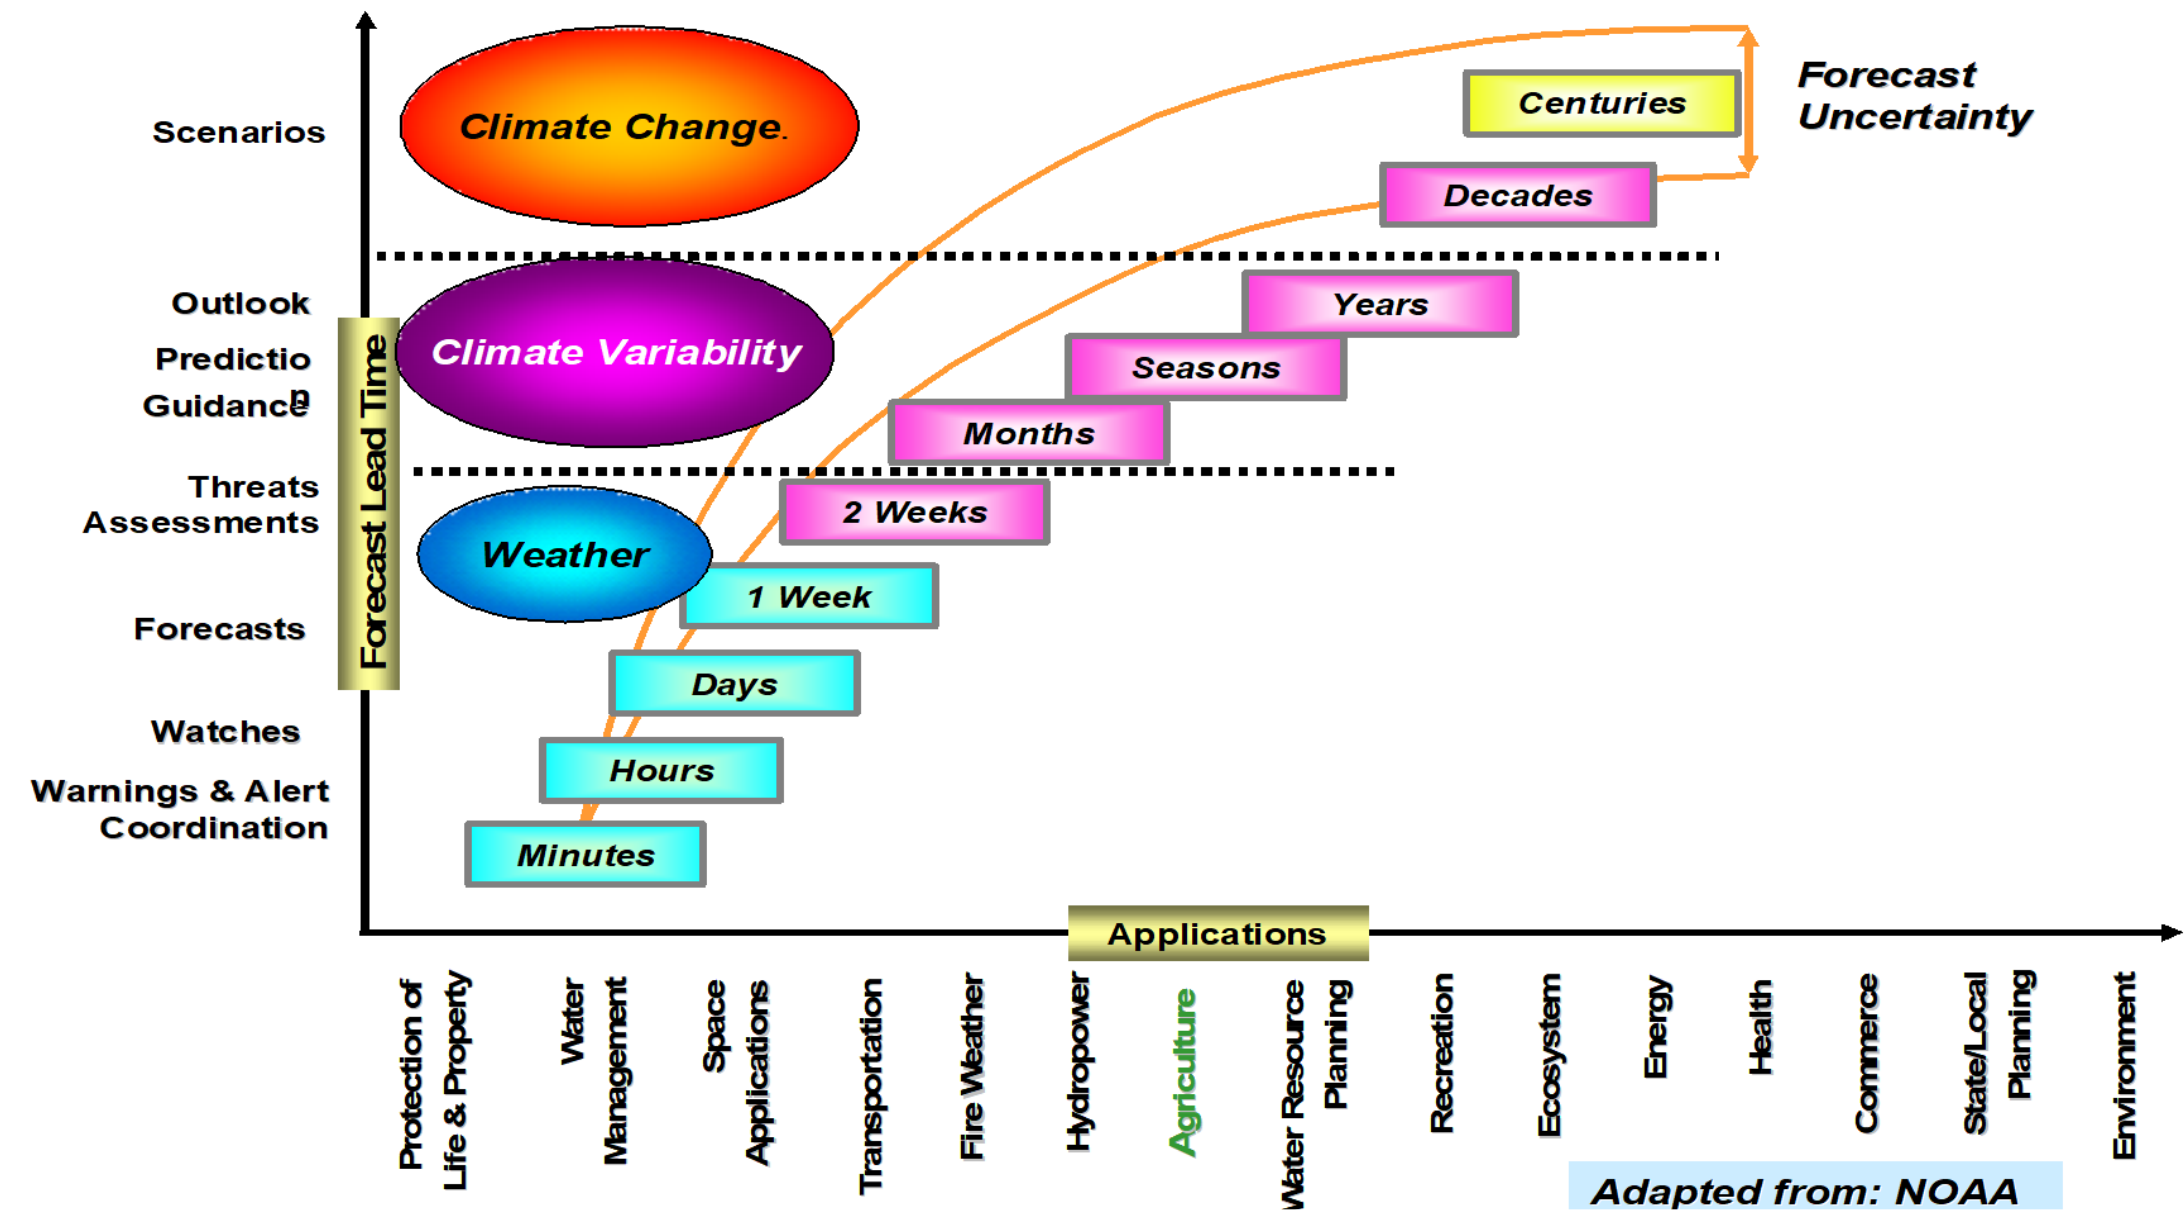 Scenarios
Outlook
Predictio
n
Guidance
Threats
Assessments
Forecasts
Watches
Warnings & Alert
Coordination
Forecast Lead Time
Climate Change.
Climate Variability
Weather
Forecast
Uncertainty
Centuries
Decades
Years
Seasons
Months
2 Weeks
1 Week
Days
Hours
Minutes
Applications
Protection of
Life & Property
Water
Management
Space
Applications
Transportation
Fire Weather
Hydropower
Agriculture
Water Resource
Planning
Recreation
Ecosystem
Energy
Health
Commerce
State/Local
Planning
Environment
Adapted from: NOAA